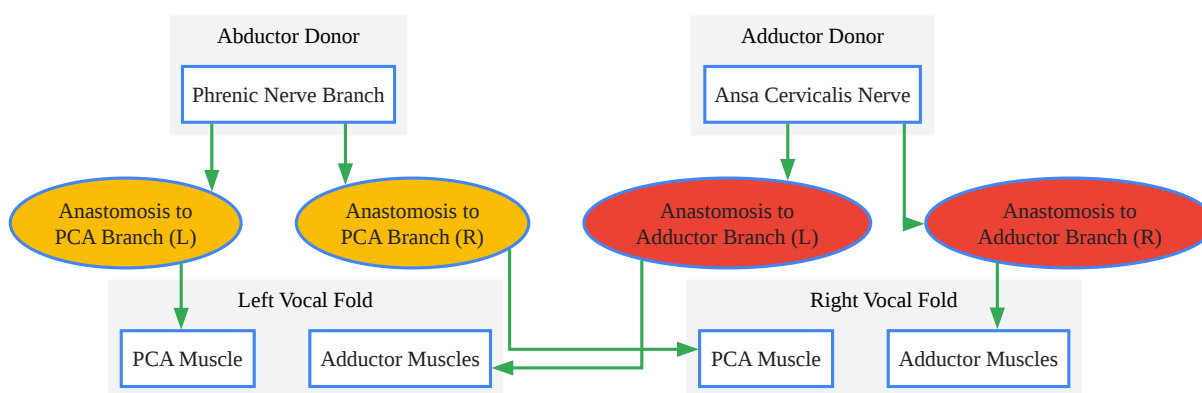 Abductor Donor
Adductor Donor
Phrenic Nerve Branch
Ansa Cervicalis Nerve
Anastomosis to
PCA Branch (L)
Anastomosis to
PCA Branch (R)
Anastomosis to
Adductor Branch (L)
Anastomosis to
Adductor Branch (R)
Left Vocal Fold
Right Vocal Fold
PCA Muscle
Adductor Muscles
PCA Muscle
Adductor Muscles